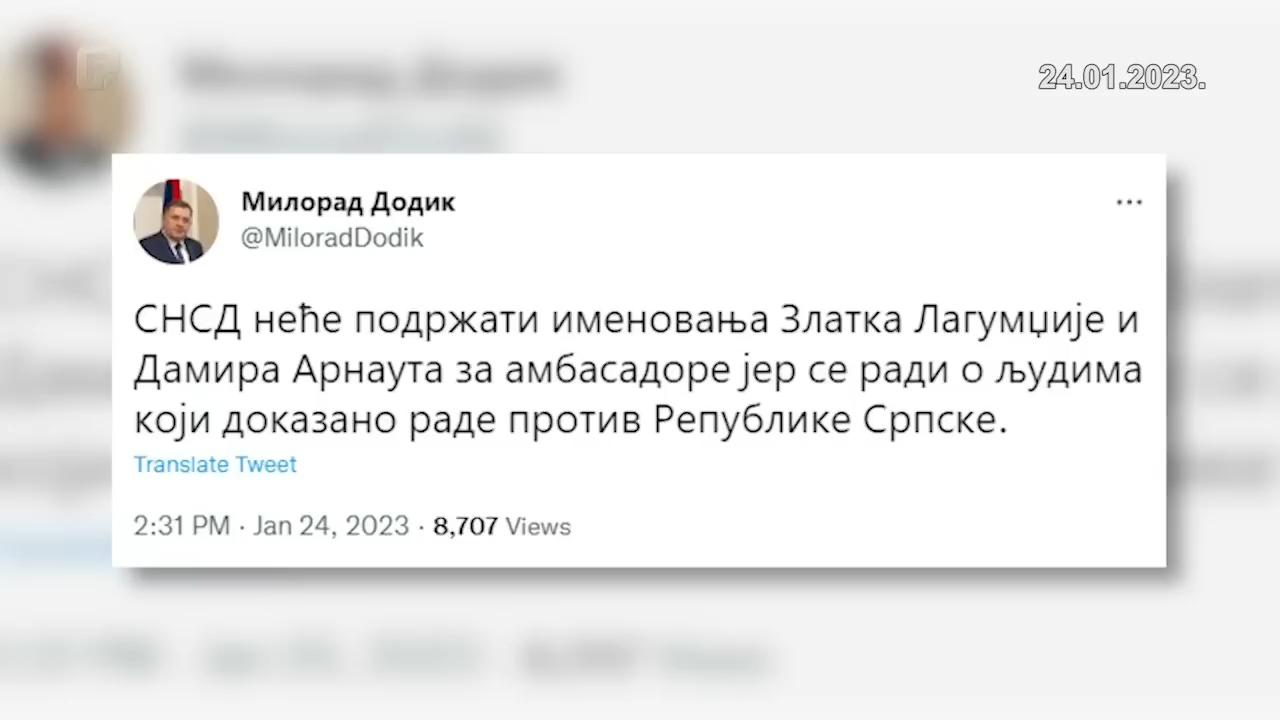 24.01.2023.
Милорад Додик
@MiloradDodik
СНСД неће подржати именовања Златка Лагумџије и
Дамира Арнаута за амбасадоре јер се ради о људима
који доказано раде против Републике Српске.
Translate Tweet
2:31 PM · Jan 24, 2023 · 8,707 Views